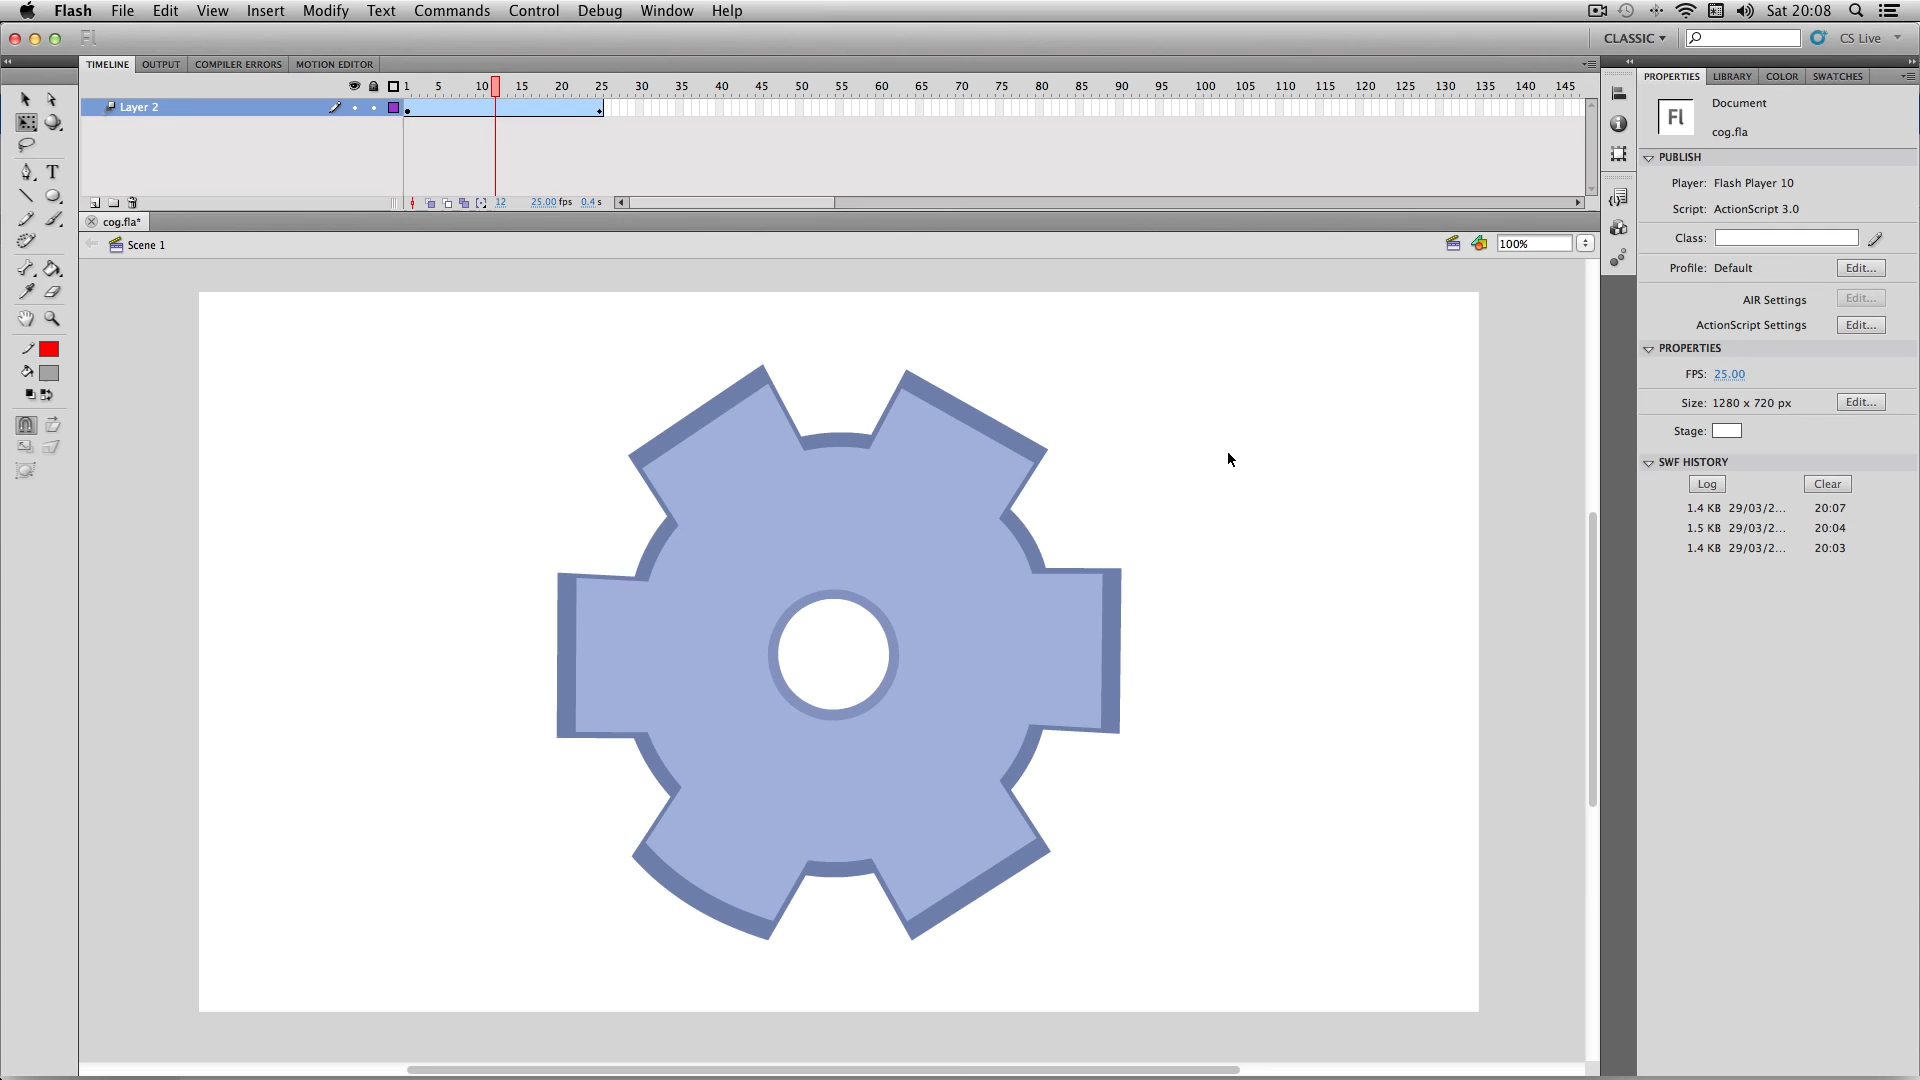 Flash File Edit View Insert Modify Text Commands Control Debug Window Help Sat 20:08
Fl CLASSIC CS Live
TIMELINE OUTPUT COMPILER ERRORS MOTION EDITOR
PROPERTIES LIBRARY COLOR SWATCHES
1 5 10 15 20 25 30 35 40 45 50 55 60 65 70 75 80 85 90 95 100 105 110 115 120 125 130 135 140 145
Layer 2
12 25.00 fps 0.4 s
cog.fla*
Scene 1
100%
Fl
Document
cog.fla
PUBLISH
Player: Flash Player 10
Script: ActionScript 3.0
Class:
Profile: Default Edit...
AIR Settings Edit...
ActionScript Settings Edit...
PROPERTIES
FPS: 25.00
Size: 1280 x 720 px Edit...
Stage:
SWF HISTORY
Log Clear
1.4 KB 29/03/2... 20:07
1.5 KB 29/03/2... 20:04
1.4 KB 29/03/2... 20:03